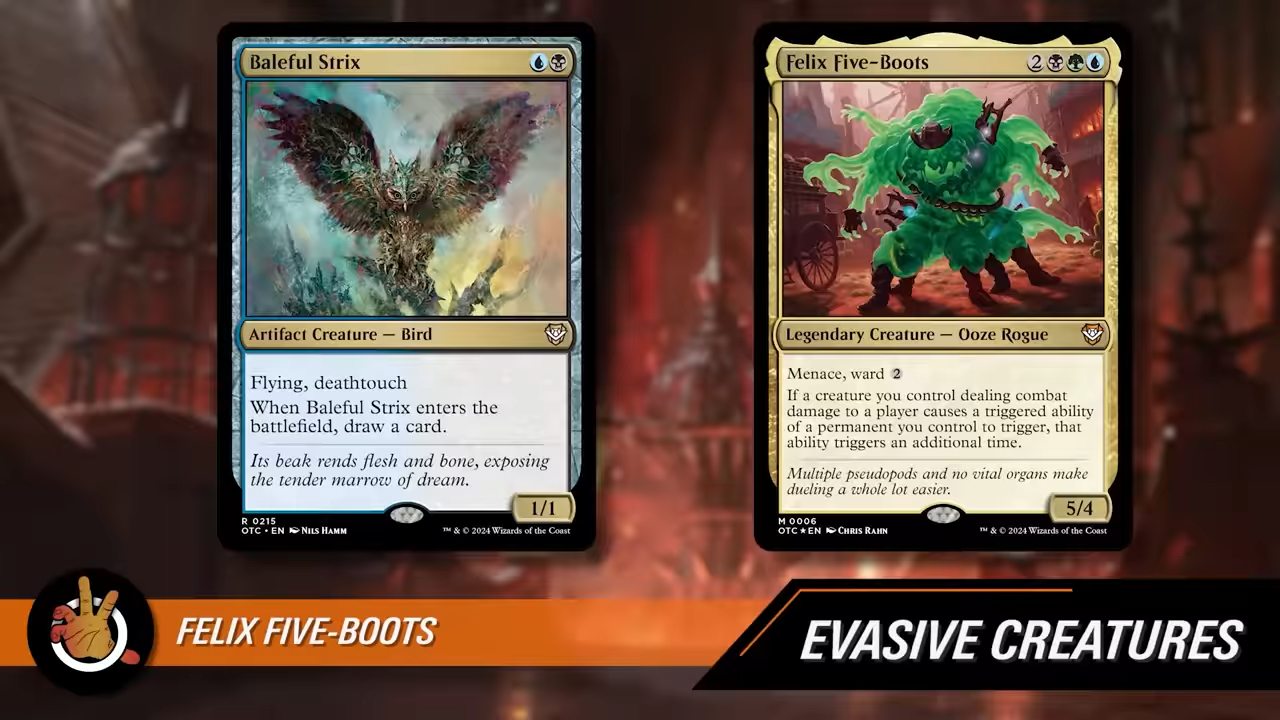 Baleful Strix
Artifact Creature — Bird
Flying, deathtouch
When Baleful Strix enters the
battlefield, draw a card.
Its beak rends flesh and bone, exposing
the tender marrow of dream.
1/1
R 0215
OTC • EN Nils Hamm
™ & © 2024 Wizards of the Coast
Felix Five-Boots
2
Legendary Creature — Ooze Rogue
Menace, ward 2
If a creature you control dealing combat
damage to a player causes a triggered ability
of a permanent you control to trigger, that
ability triggers an additional time.
Multiple pseudopods and no vital organs make
dueling a whole lot easier.
5/4
M 0006
OTC ★ EN Chris Rahn
™ & © 2024 Wizards of the Coast
FELIX FIVE-BOOTS
EVASIVE CREATURES